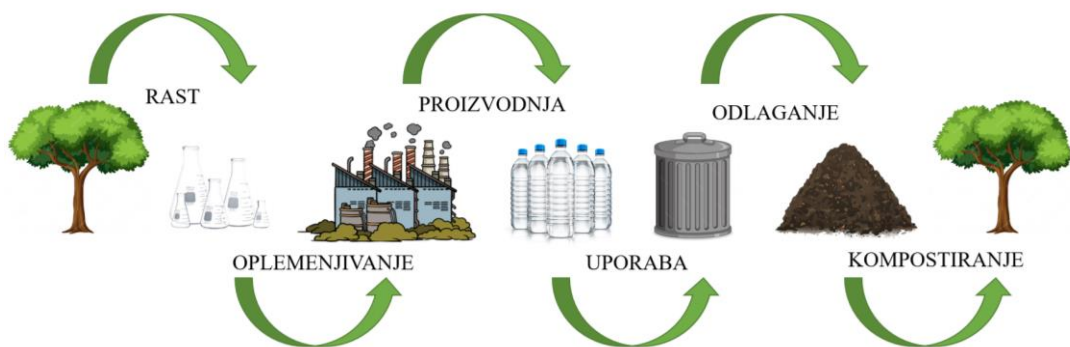 RAST
PROIZVODNJA
ODLAGANJE
OPLEMENJIVANJE
UPORABA
KOMPOSTIRANJE